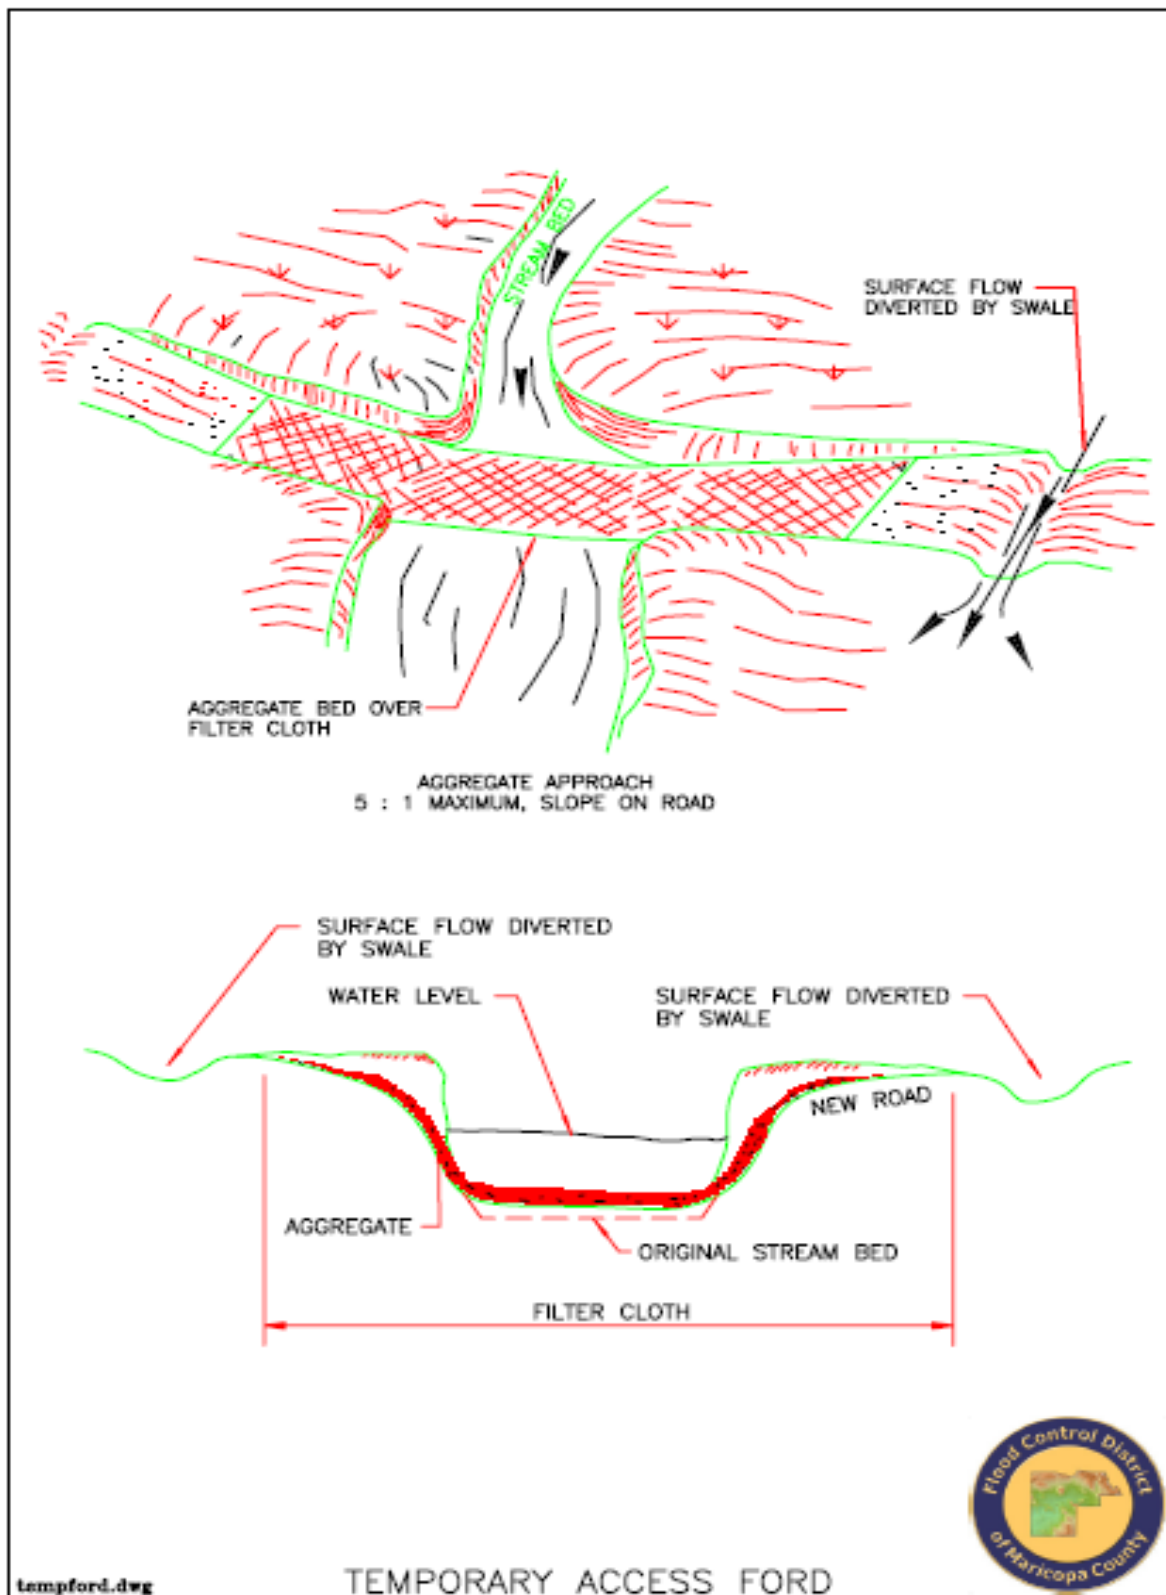 STREAM BED
SURFACE FLOW
DIVERTED BY SWALE
AGGREGATE BED OVER
FILTER CLOTH
AGGREGATE APPROACH
5 : 1 MAXIMUM, SLOPE ON ROAD
SURFACE FLOW DIVERTED
BY SWALE
WATER LEVEL
SURFACE FLOW DIVERTED
BY SWALE
NEW ROAD
AGGREGATE
ORIGINAL STREAM BED
FILTER CLOTH
Flood Control District
of Maricopa County
tempford.dwg
TEMPORARY ACCESS FORD